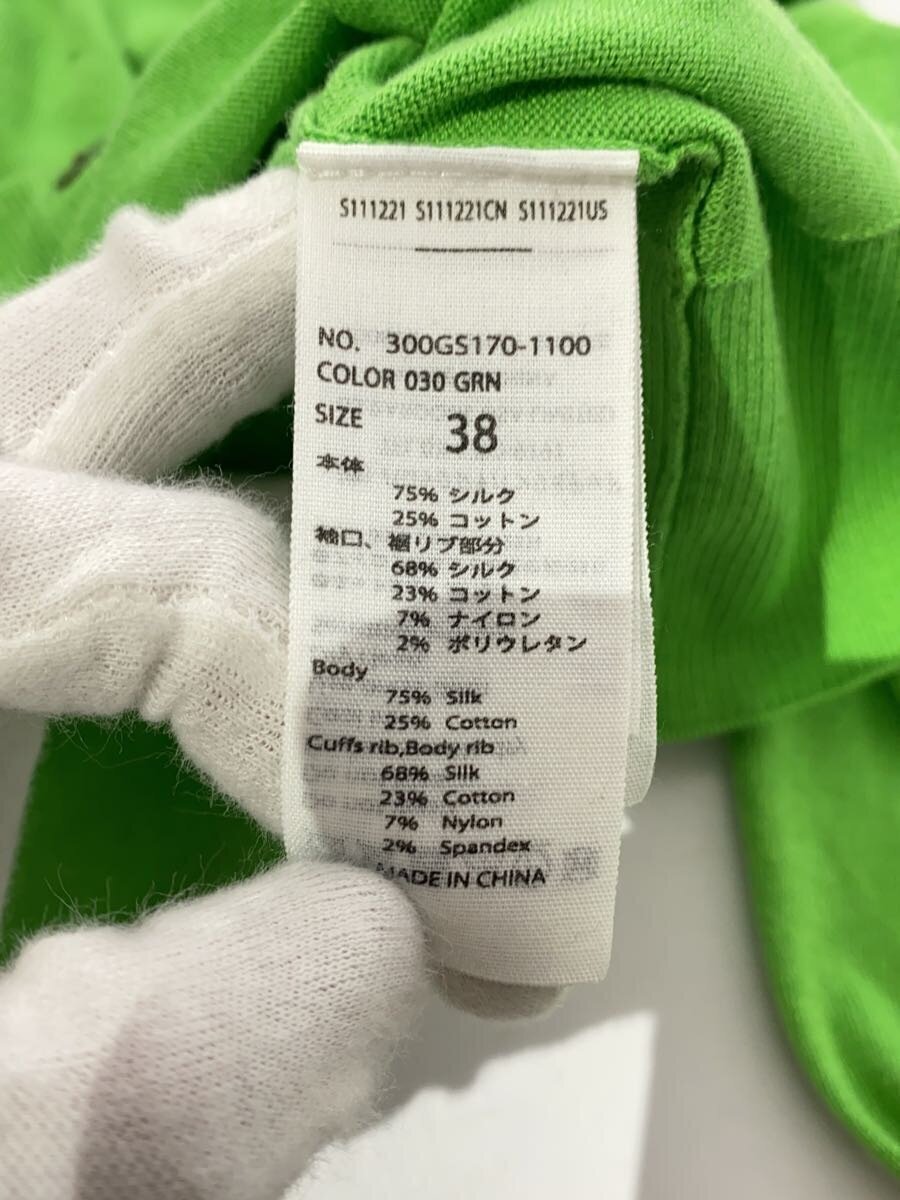 S111221 S111221CN S111221US
NO. 300GS170-1100
COLOR 030 GRN
SIZE 38
本体
75% シルク
25% コットン
袖口、裾リブ部分
68% シルク
23% コットン
7% ナイロン
2% ポリウレタン
Body
75% Silk
25% Cotton
Cuffs rib,Body rib
68% Silk
23% Cotton
7% Nylon
2% Spandex
MADE IN CHINA